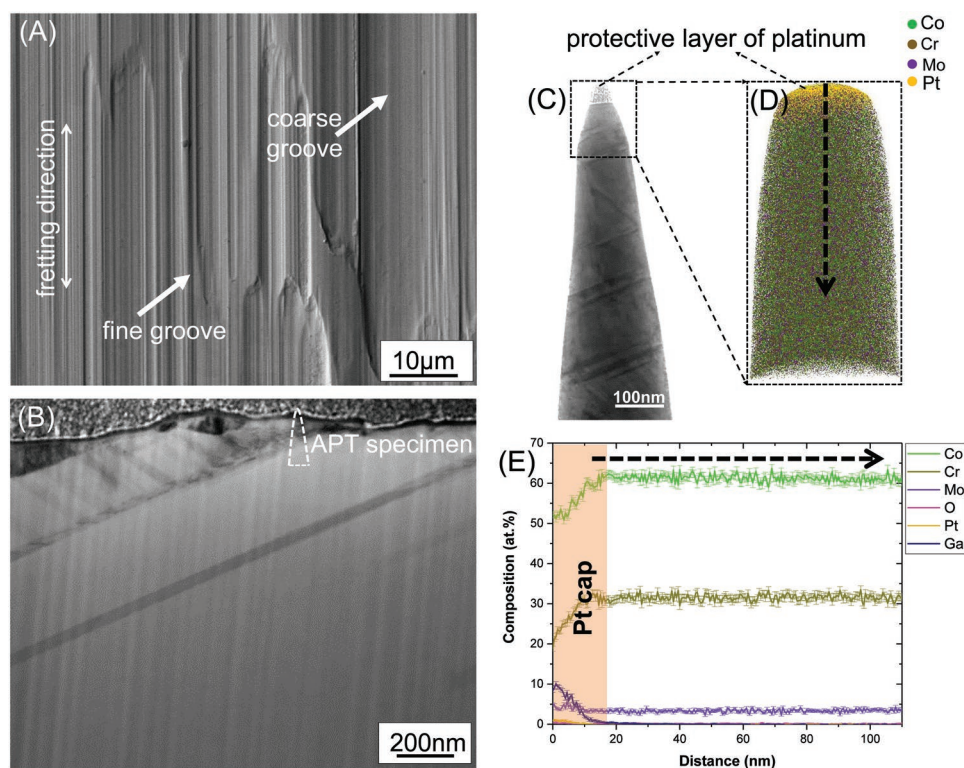 (A)
coarse
groove
fretting direction
fine groove
10µm
(B)
APT specimen
200nm
protective layer of platinum
Co
Cr
Mo
Pt
(C)
(D)
100nm
(E)
70
60
50
40
30
20
10
0
Composition (at.%)
Pt cap
0 20 40 60 80 100
Distance (nm)
Co
Cr
Mo
O
Pt
Ga